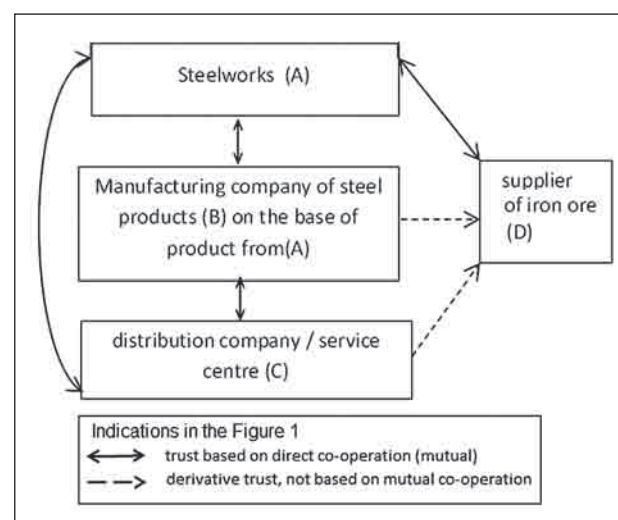 Steelworks (A)
Manufacturing company of steel
products (B) on the base of
product from(A)
supplier
of iron ore
(D)
distribution company / service
centre (C)
Indications in the Figure 1
trust based on direct co-operation (mutual)
derivative trust, not based on mutual co-operation